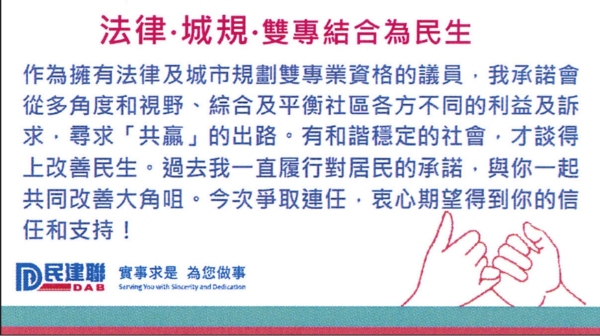 法律·城規·雙專結合為民生
作為擁有法律及城市規劃雙專業資格的議員，我承諾會
從多角度和視野、綜合及平衡社區各方不同的利益及訴
求，尋求「共贏」的出路。有和諧穩定的社會，才談得
上改善民生。過去我一直履行對居民的承諾，與你一起
共同改善大角咀。今次爭取連任，衷心期望得到你的信
任和支持！
民建聯 實事求是 為您做事
DAB Serving You with Sincerity and Dedication